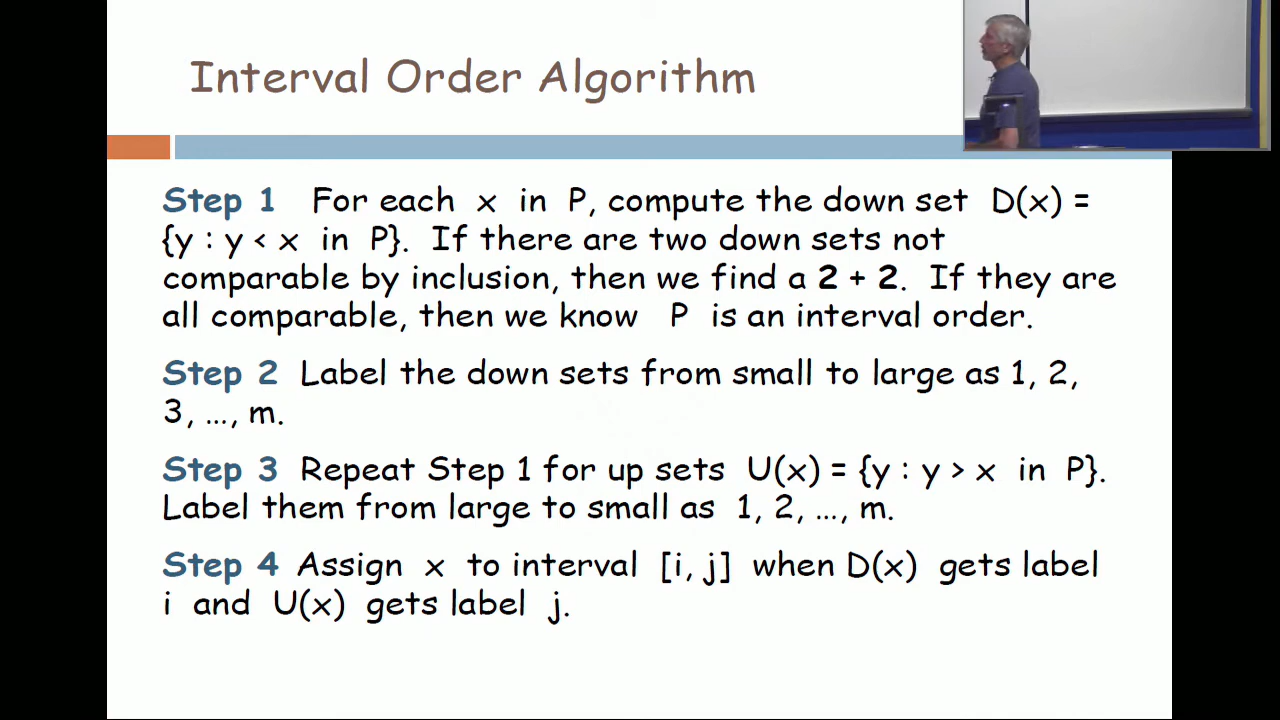 Interval Order Algorithm
Step 1 For each x in P, compute the down set D(x) =
{y : y < x in P}. If there are two down sets not
comparable by inclusion, then we find a 2 + 2. If they are
all comparable, then we know P is an interval order.
Step 2 Label the down sets from small to large as 1, 2,
3, ..., m.
Step 3 Repeat Step 1 for up sets U(x) = {y : y > x in P}.
Label them from large to small as 1, 2, ..., m.
Step 4 Assign x to interval [i, j] when D(x) gets label
i and U(x) gets label j.